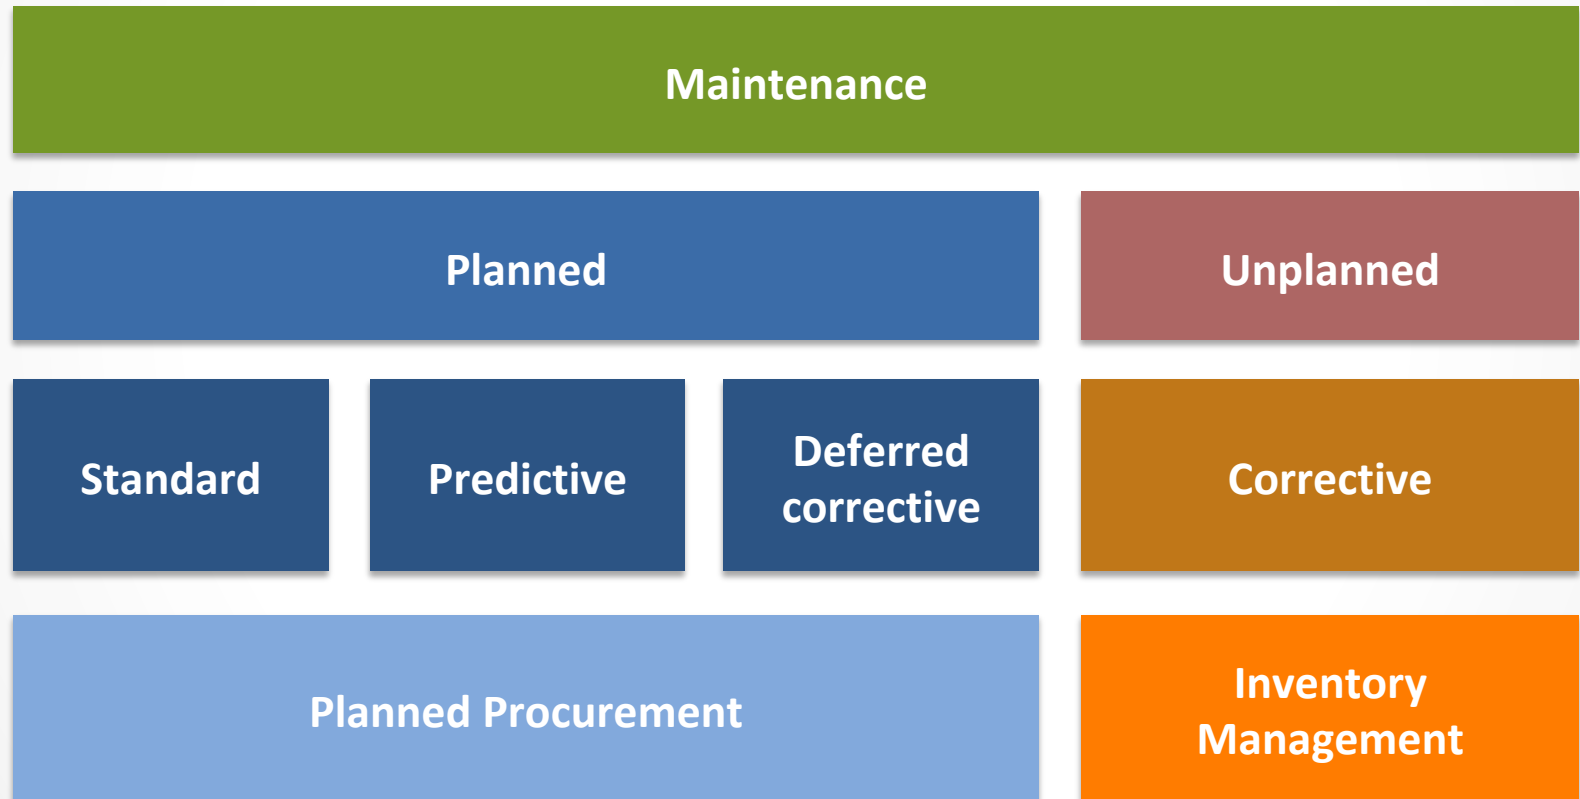 Maintenance
Planned
Unplanned
Standard
Predictive
Deferred
corrective
Corrective
Planned Procurement
Inventory
Management